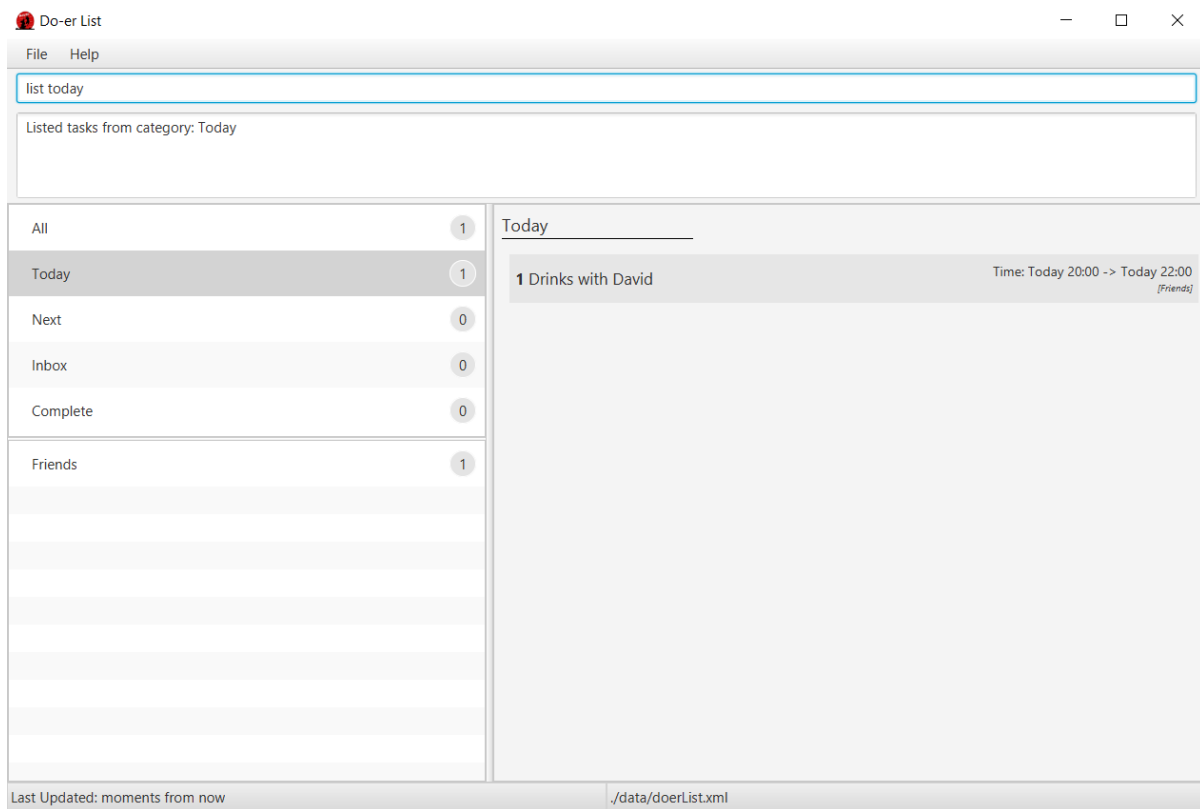 Do-er List
File Help
list today
Listed tasks from category: Today
All 1
Today 1
Next 0
Inbox 0
Complete 0
Friends 1
Today
1 Drinks with David
Time: Today 20:00 -> Today 22:00
[Friends]
Last Updated: moments from now
./data/doerList.xml